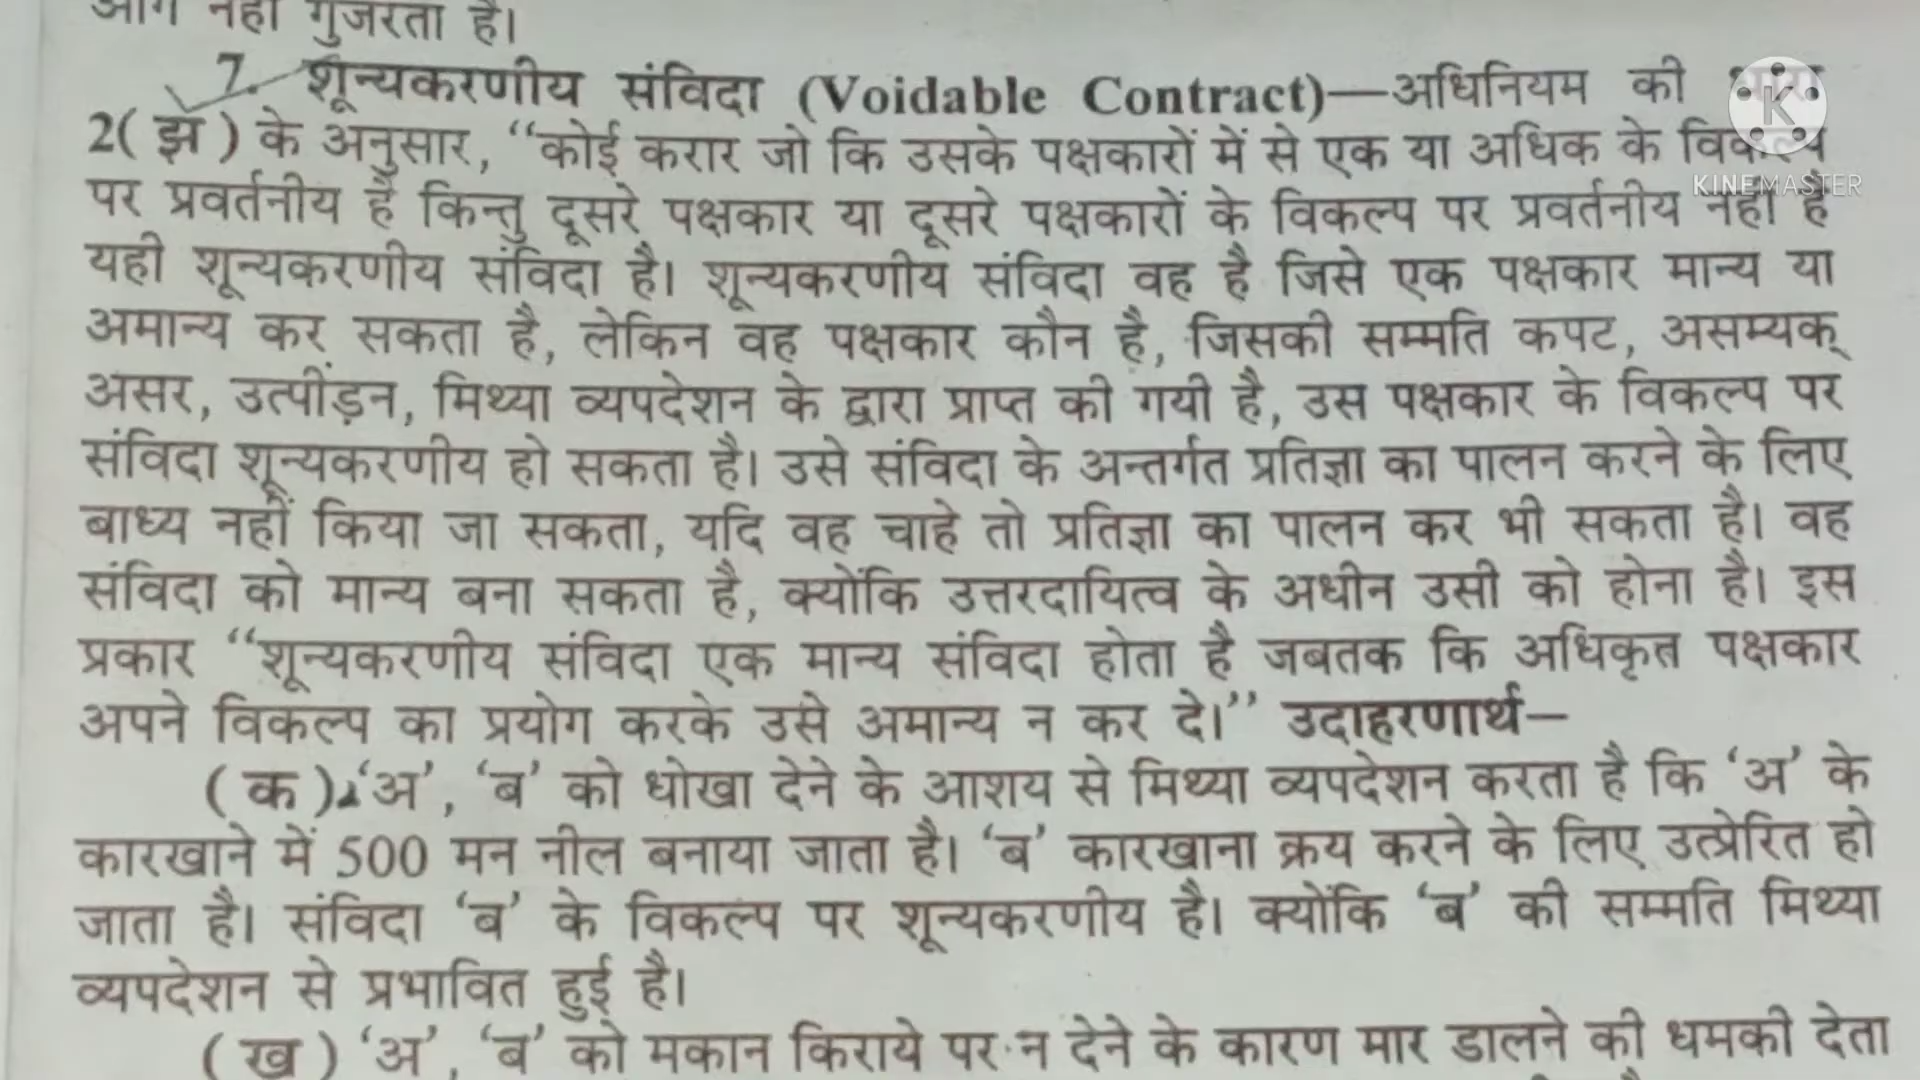 नहीं गुजरता है।
7. शून्यकरणीय संविदा (Voidable Contract)—अधिनियम की
2(झ) के अनुसार, “कोई करार जो कि उसके पक्षकारों में से एक या अधिक के विकल्प
पर प्रवर्तनीय है किन्तु दूसरे पक्षकार या दूसरे पक्षकारों के विकल्प पर प्रवर्तनीय नहीं है
KINEMASTER
यही शून्यकरणीय संविदा है। शून्यकरणीय संविदा वह है जिसे एक पक्षकार मान्य या
अमान्य कर सकता है, लेकिन वह पक्षकार कौन है, जिसकी सम्मति कपट, असम्यक्
असर, उत्पीड़न, मिथ्या व्यपदेशन के द्वारा प्राप्त की गयी है, उस पक्षकार के विकल्प पर
संविदा शून्यकरणीय हो सकता है। उसे संविदा के अन्तर्गत प्रतिज्ञा का पालन करने के लिए
बाध्य नहीं किया जा सकता, यदि वह चाहे तो प्रतिज्ञा का पालन कर भी सकता है। वह
संविदा को मान्य बना सकता है, क्योंकि उत्तरदायित्व के अधीन उसी को होना है। इस
प्रकार “शून्यकरणीय संविदा एक मान्य संविदा होता है जबतक कि अधिकृत पक्षकार
अपने विकल्प का प्रयोग करके उसे अमान्य न कर दे।” उदाहरणार्थ—
(क) ‘अ’, ‘ब’ को धोखा देने के आशय से मिथ्या व्यपदेशन करता है कि ‘अ’ के
कारखाने में 500 मन नील बनाया जाता है। ‘ब’ कारखाना क्रय करने के लिए उत्प्रेरित हो
जाता है। संविदा ‘ब’ के विकल्प पर शून्यकरणीय है। क्योंकि ‘ब’ की सम्मति मिथ्या
व्यपदेशन से प्रभावित हुई है।
(ख) ‘अ’, ‘ब’ को मकान किराये पर न देने के कारण मार डालने की धमकी देता